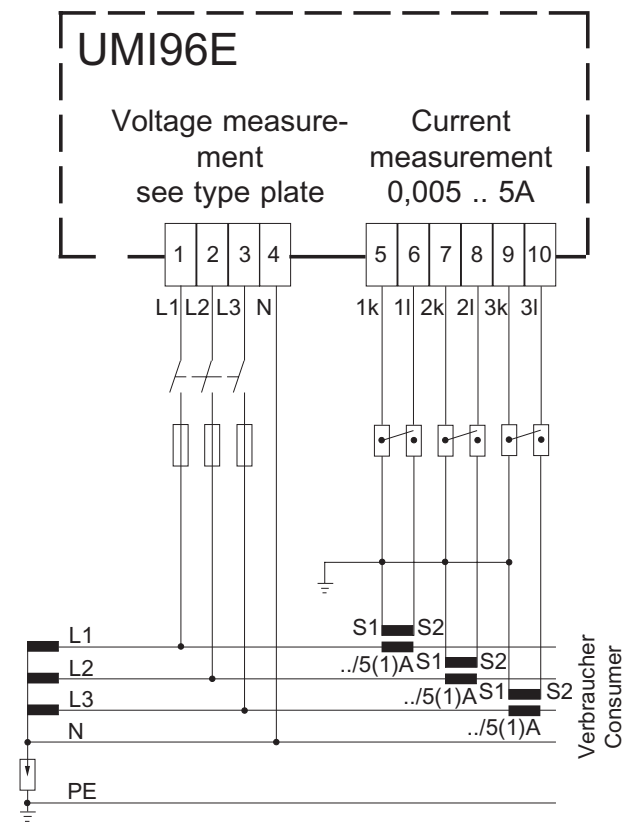 UMI96E
Voltage measure-
ment
see type plate
Current
measurement
0,005 .. 5A
1 2 3 4 5 6 7 8 9 10
L1 L2 L3 N 1k 1l 2k 2l 3k 3l
S1 S2
L1
../5(1)A S1 S2
L2
../5(1)A S1 S2
L3
../5(1)A
N
PE
Verbraucher
Consumer